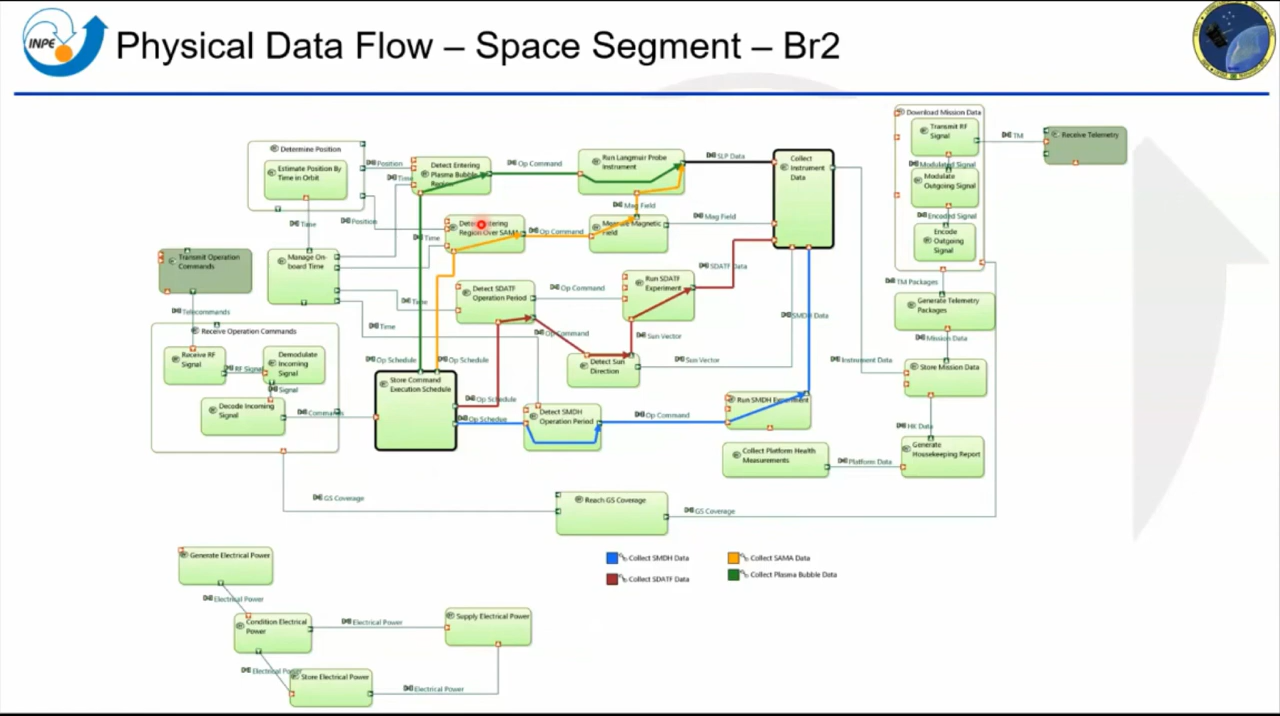 INPE
Physical Data Flow – Space Segment – Br2
Determine Position
Estimate Position By
Time in Orbit
Position
Time
Position
Time
Time
Detect Entering
Plasma Bubble
Region
Op Command
Run Langmuir Probe
Instrument
SLP Data
Collect
Instrument
Data
Mag Field
Detect Entering
Region Over SAMA
Op Command
Measure Magnetic
Field
Mag Field
Transmit Operation
Commands
Manage On-
board Time
Time
Time
Detect SDATF
Operation Period
Op Command
Run SDATF
Experiment
SDATF Data
Op Command
Sun Vector
Detect Sun
Direction
Sun Vector
SMDH Data
Telecommands
Receive Operation Commands
Receive RF
Signal
RF Signal
Demodulate
Incoming
Signal
Signal
Decode Incoming
Signal
Commands
Op Schedule
Op Schedule
Store Command
Execution Schedule
Op Schedule
Op Schedue
Detect SMDH
Operation Period
Op Command
Run SMDH Experiment
Collect Platform Health
Measurements
Platform Data
Generate
Housekeeping Report
HK Data
Instrument Data
Store Mission Data
Mission Data
Generate Telemetry
Packages
TM Packages
Download Mission Data
Transmit RF
Signal
Modulated Signal
Modulate
Outgoing Signal
Encoded Signal
Encode
Outgoing
Signal
TM
Receive Telemetry
GS Coverage
Reach GS Coverage
GS Coverage
Collect SMDH Data
Collect SAMA Data
Collect SDATF Data
Collect Plasma Bubble Data
Generate Electrical Power
Electrical Power
Condition Electrical
Power
Electrical Power
Supply Electrical Power
Electrical Power
Store Electrical Power
Electrical Power